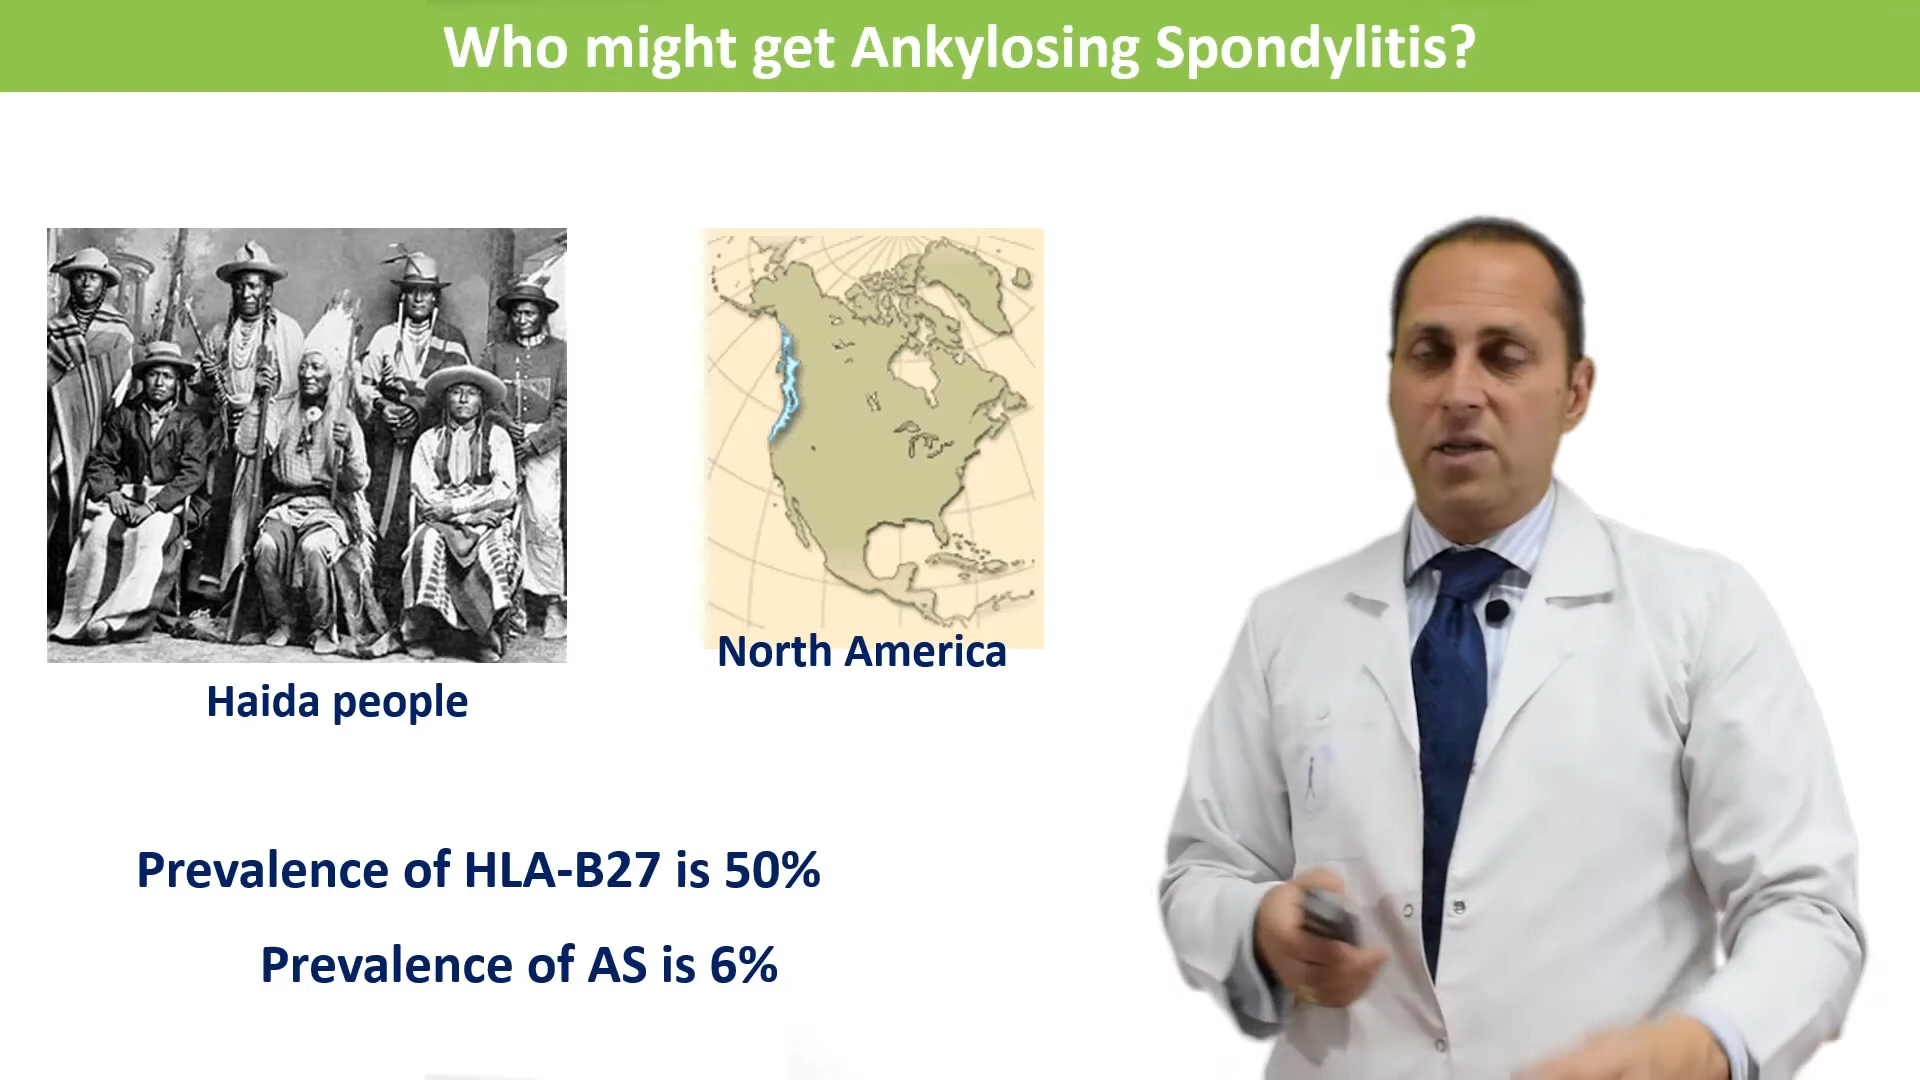 Who might get Ankylosing Spondylitis?
Haida people
North America
Prevalence of HLA-B27 is 50%
Prevalence of AS is 6%